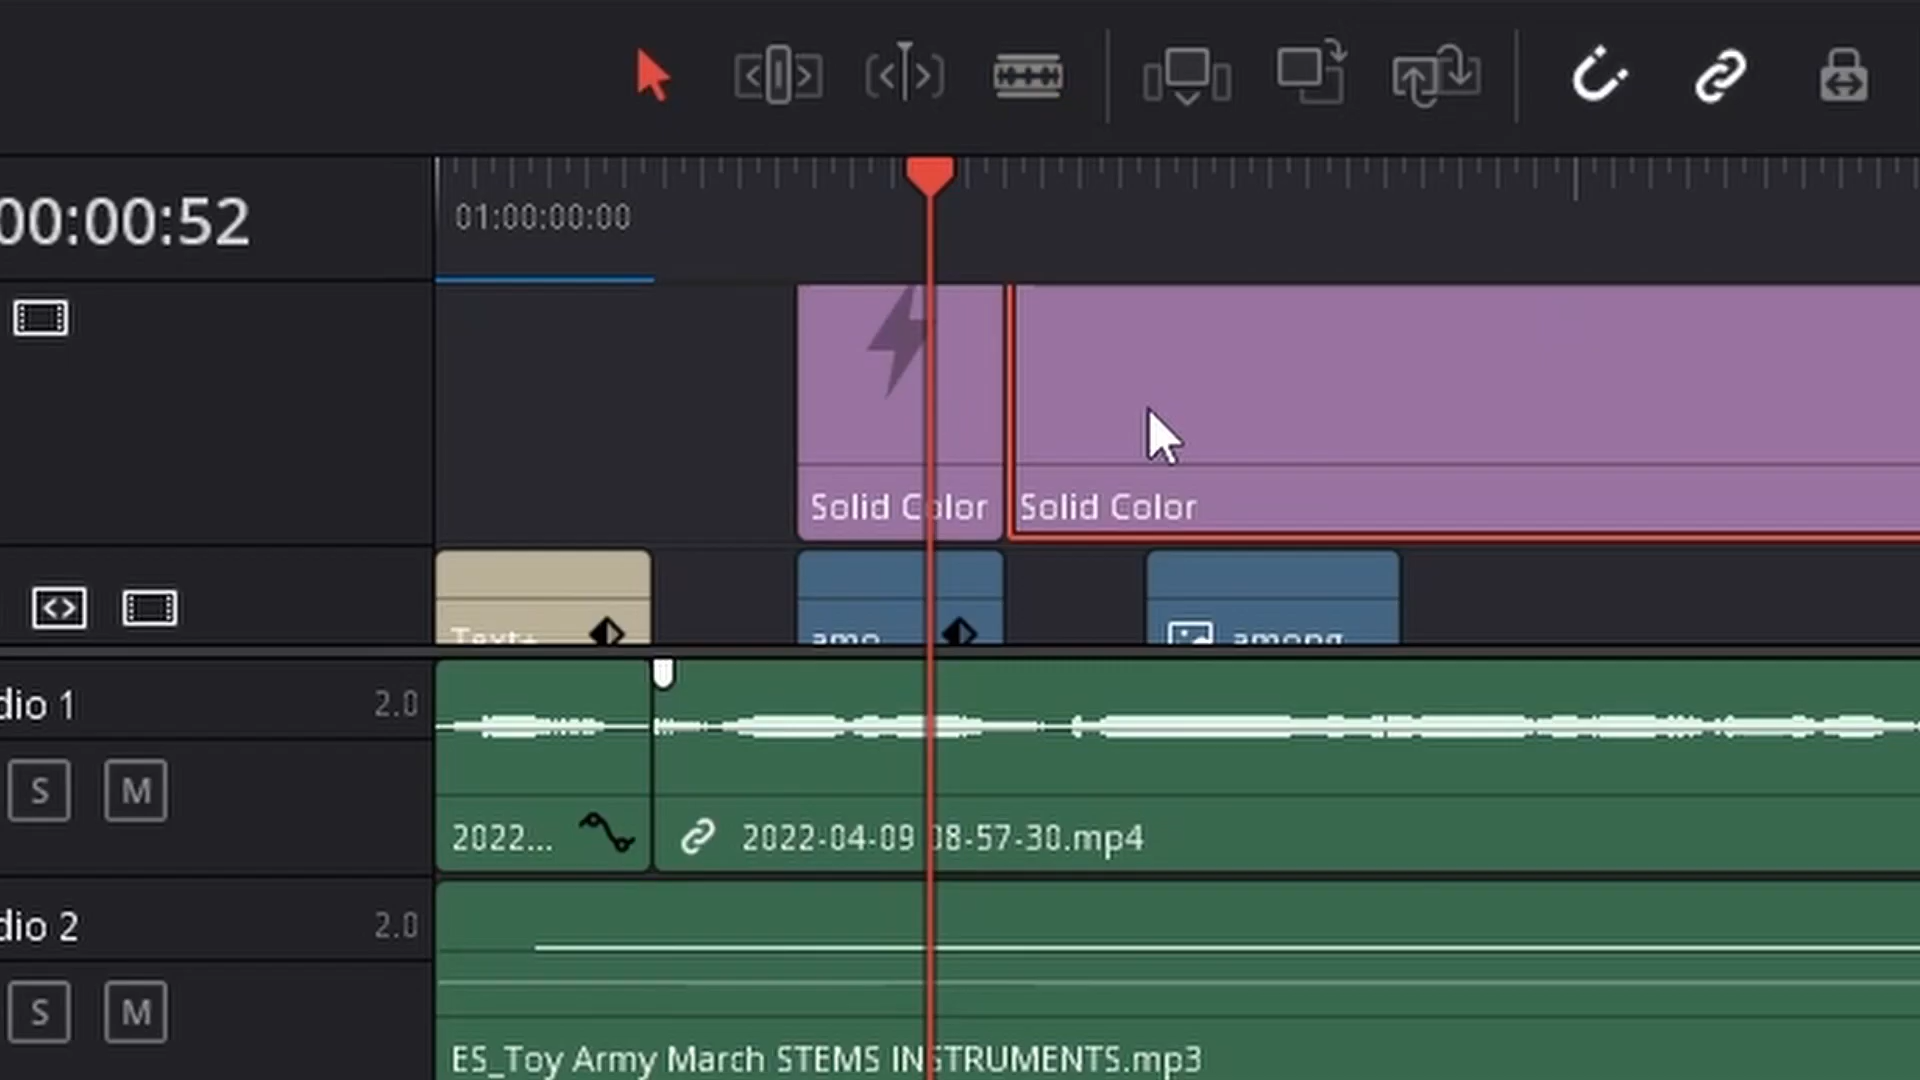 00:00:52
01:00:00:00
Solid Color
Solid Color
Text+
amo
among
dio 1
2.0
S
M
2022...
2022-04-09 08-57-30.mp4
dio 2
2.0
S
M
ES_Toy Army March STEMS INSTRUMENTS.mp3